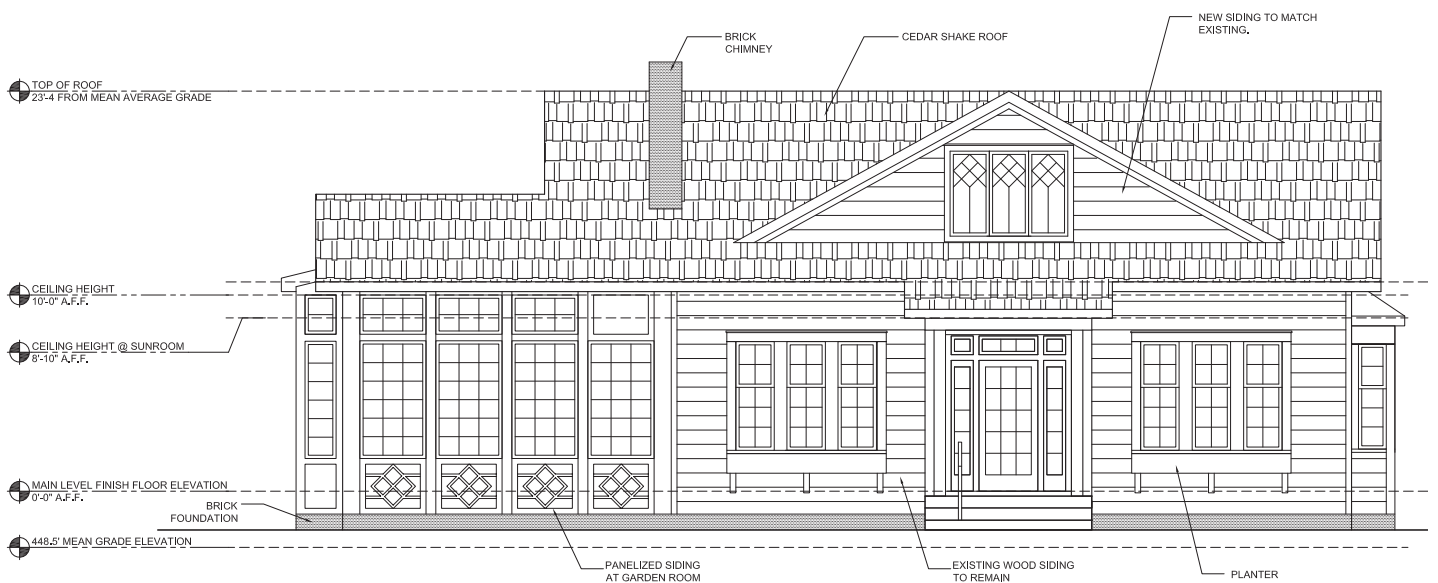 NEW SIDING TO MATCH
EXISTING.
BRICK
CHIMNEY
CEDAR SHAKE ROOF
TOP OF ROOF
23'-4 FROM MEAN AVERAGE GRADE
CEILING HEIGHT
10'-0" A.F.F.
CEILING HEIGHT @ SUNROOM
8'-10" A.F.F.
MAIN LEVEL FINISH FLOOR ELEVATION
0'-0" A.F.F.
BRICK
FOUNDATION
448.5' MEAN GRADE ELEVATION
PANELIZED SIDING
AT GARDEN ROOM
EXISTING WOOD SIDING
TO REMAIN
PLANTER